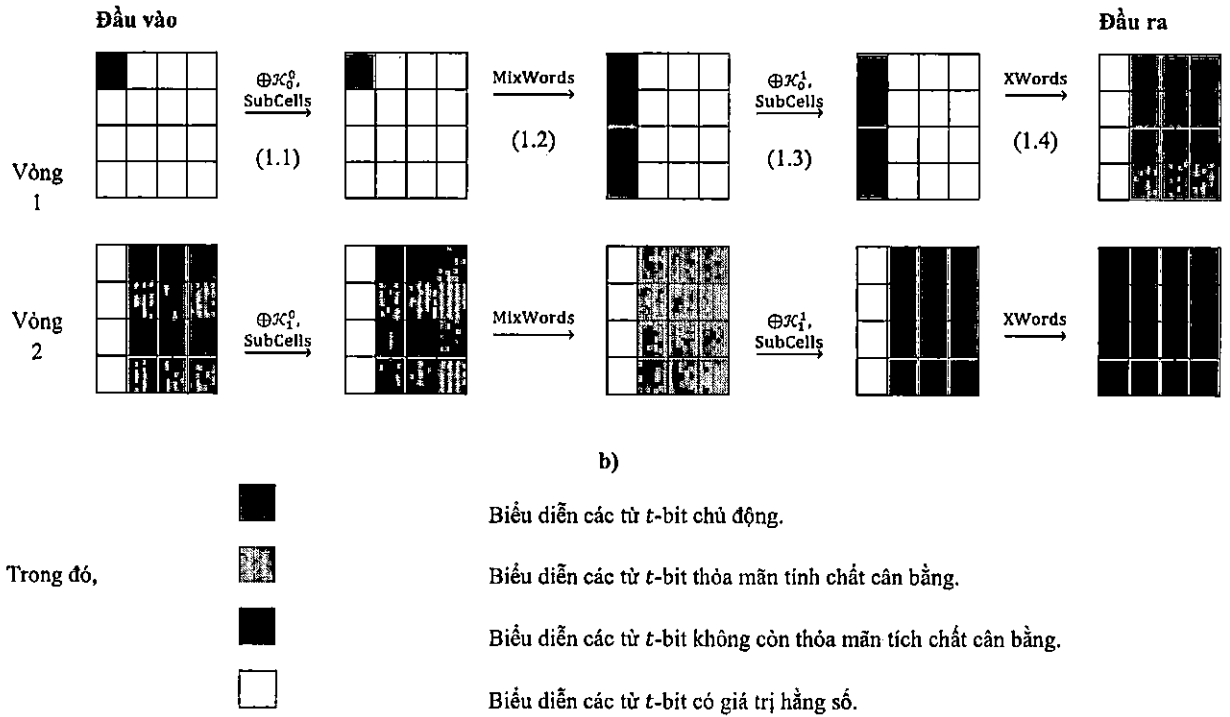 Đầu vào
Đầu ra
⊕𝒦₀⁰,
SubCells
(1.1)
MixWords
(1.2)
⊕𝒦₀¹,
SubCells
(1.3)
XWords
(1.4)
Vòng
1
Vòng
2
⊕𝒦₁⁰,
SubCells
MixWords
⊕𝒦₁¹,
SubCells
XWords
b)
Biểu diễn các từ t-bit chủ động.
Trong đó,
Biểu diễn các từ t-bit thỏa mãn tính chất cân bằng.
Biểu diễn các từ t-bit không còn thỏa mãn tích chất cân bằng.
Biểu diễn các từ t-bit có giá trị hằng số.